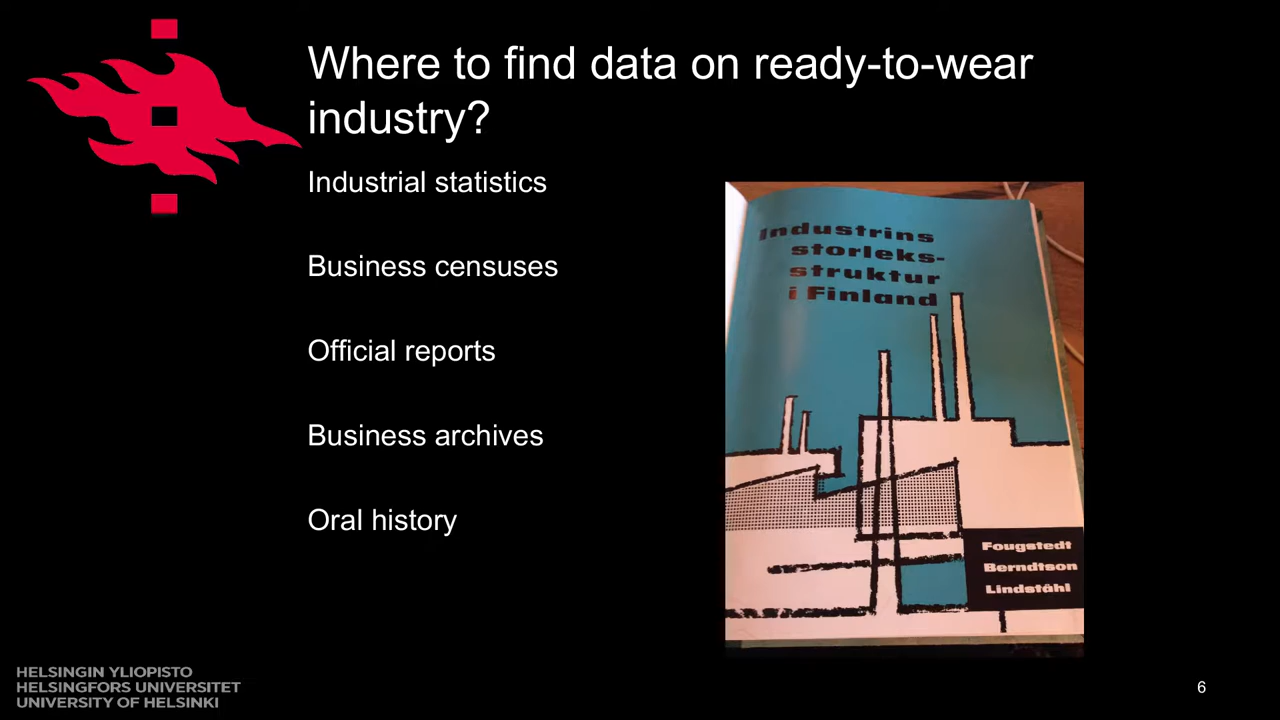 Where to find data on ready-to-wear
industry?
Industrial statistics
Business censuses
Official reports
Business archives
Oral history
Industrins
storleks-
struktur
i Finland
Fougstedt
Berndtson
Lindståhl
HELSINGIN YLIOPISTO
HELSINGFORS UNIVERSITET
UNIVERSITY OF HELSINKI
6